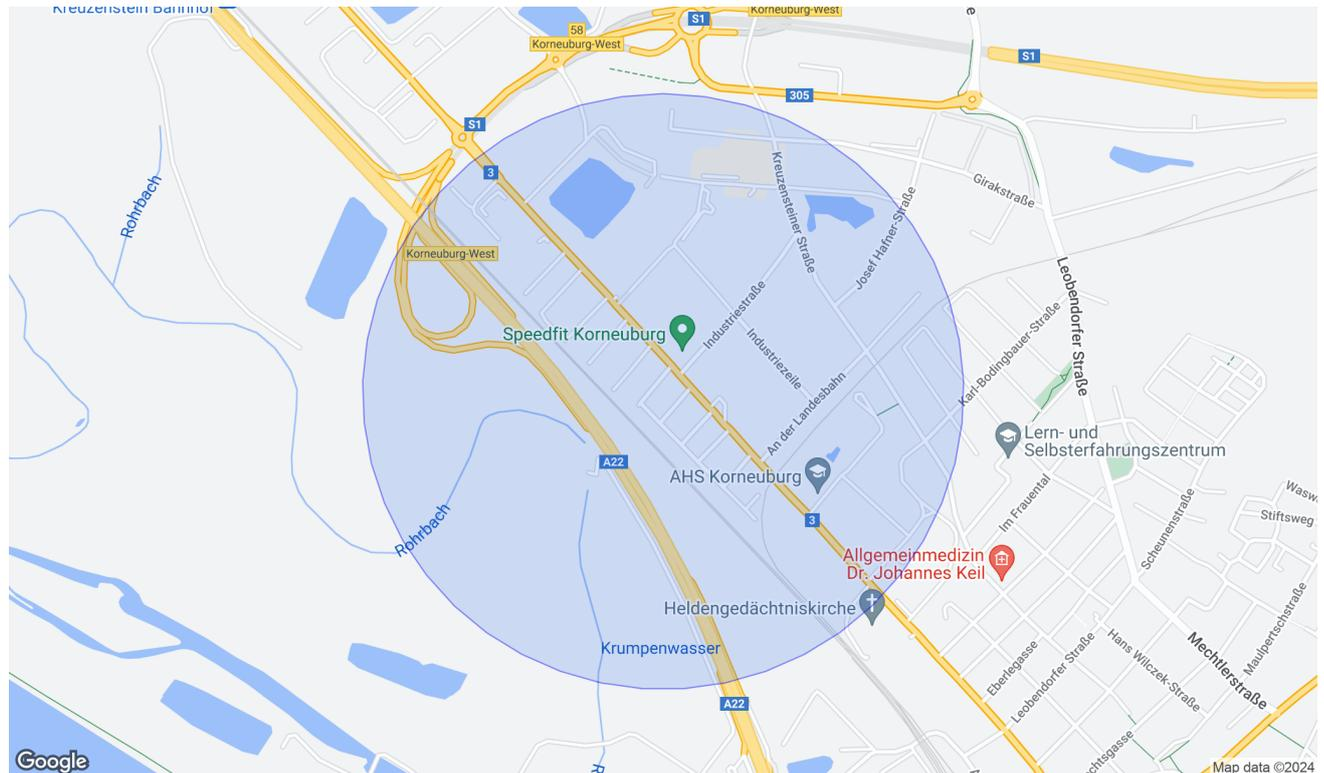 Kreuzenstein Bahnhof
Korneuburg-West
S1
58
Korneuburg-West
S1
305
S1
3
Rohrbach
Kreuzensteiner Straße
Girakstraße
Josef Hafner-Straße
Korneuburg-West
Leobendorfer Straße
Speedfit Korneuburg
Industriestraße
Industriezeile
Karl-Bodingbauer-Straße
An der Landesbahn
Lern- und
Selbsterfahrungszentrum
A22
AHS Korneuburg
Im Frauental
Scheunenstraße
Stiftsweg
3
Rohrbach
Allgemeinmedizin
Dr. Johannes Keil
Heldengedächtniskirche
Krumpenwasser
Eberlegasse
Leobendorfer Straße
Hans Wilczek-Straße
Mechtlerstraße
Maulpertschstraße
A22
Google
Map data ©2024